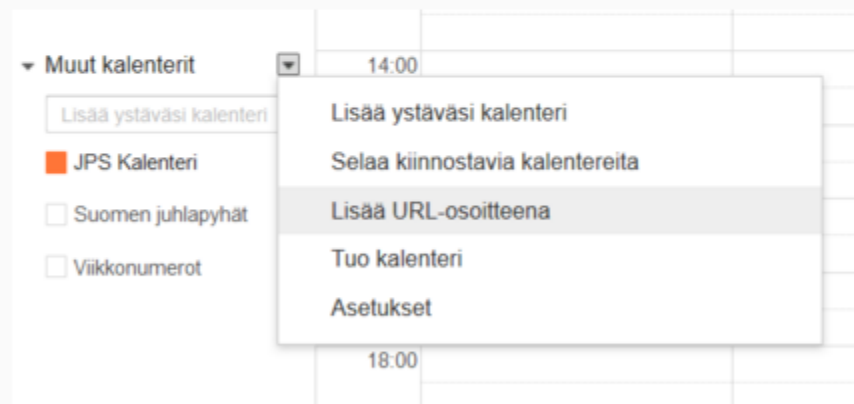 Muut kalenterit
Lisää ystäväsi kalenteri
JPS Kalenteri
Suomen juhlapyhät
Viikkonumerot
14:00
Lisää ystäväsi kalenteri
Selaa kiinnostavia kalentereita
Lisää URL-osoitteena
Tuo kalenteri
Asetukset
18:00